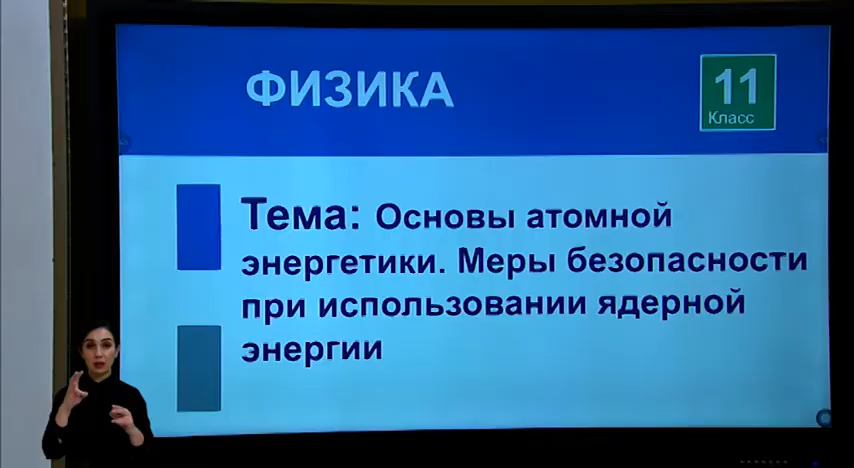 ФИЗИКА
11
Класс
Тема: Основы атомной
энергетики. Меры безопасности
при использовании ядерной
энергии